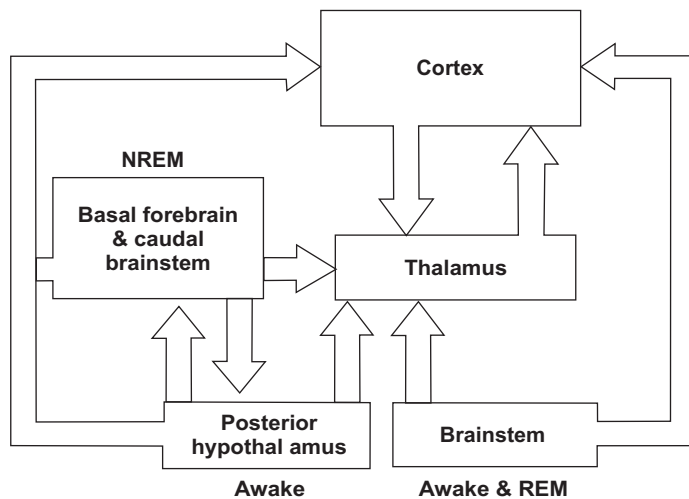 Cortex
NREM
Basal forebrain
& caudal
brainstem
Thalamus
Posterior
hypothal amus
Brainstem
Awake
Awake & REM